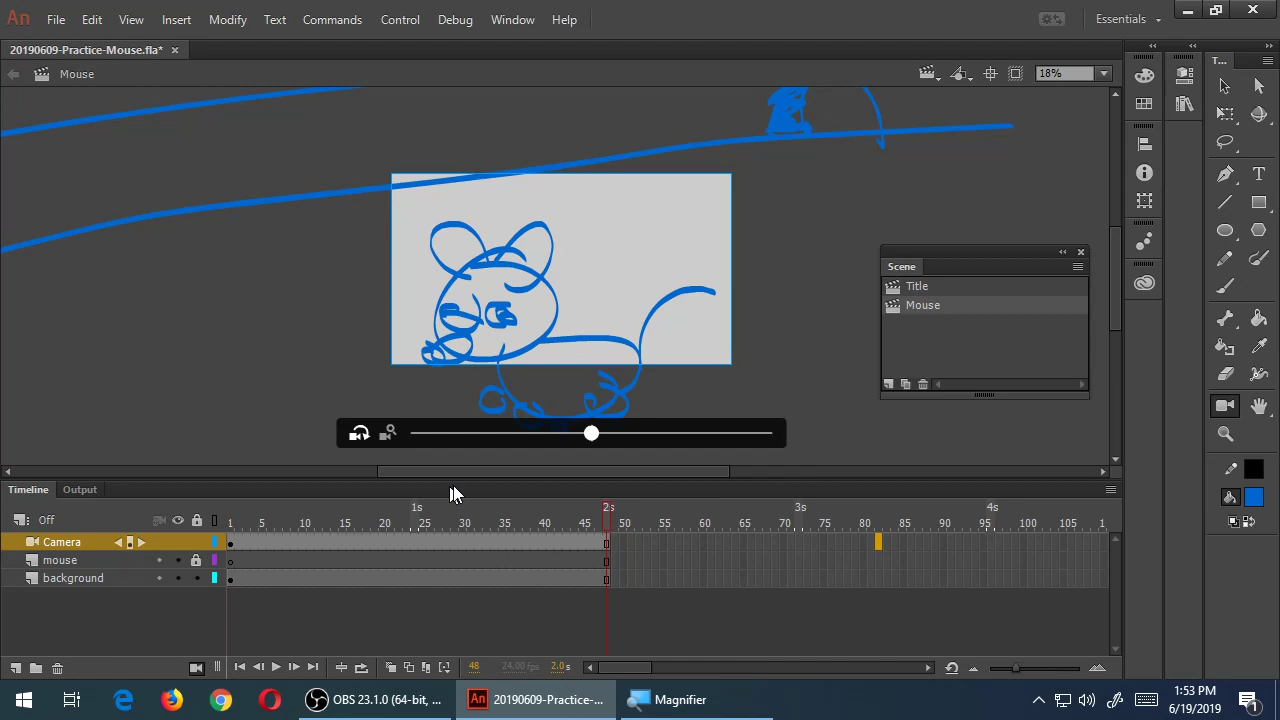 An File Edit View Insert Modify Text Commands Control Debug Window Help Essentials
20190609-Practice-Mouse.fla* ×
Mouse 18%
T...
Scene
Title
Mouse
Timeline Output
1s 2s 3s 4s
Off 1 5 10 15 20 25 30 35 40 45 50 55 60 65 70 75 80 85 90 95 100 105 1
Camera
mouse
background
48 24.00 fps 2.0 s
OBS 23.1.0 (64-bit, ... An 20190609-Practice-... Magnifier
1:53 PM
6/19/2019
1